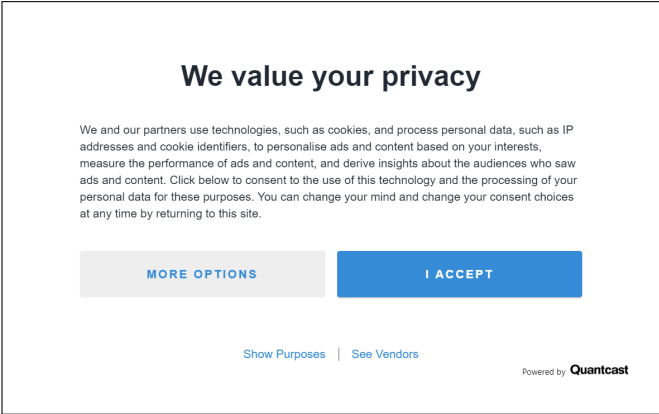 We value your privacy
We and our partners use technologies, such as cookies, and process personal data, such as IP
addresses and cookie identifiers, to personalise ads and content based on your interests,
measure the performance of ads and content, and derive insights about the audiences who saw
ads and content. Click below to consent to the use of this technology and the processing of your
personal data for these purposes. You can change your mind and change your consent choices
at any time by returning to this site.
MORE OPTIONS
I ACCEPT
Show Purposes | See Vendors
Powered by Quantcast